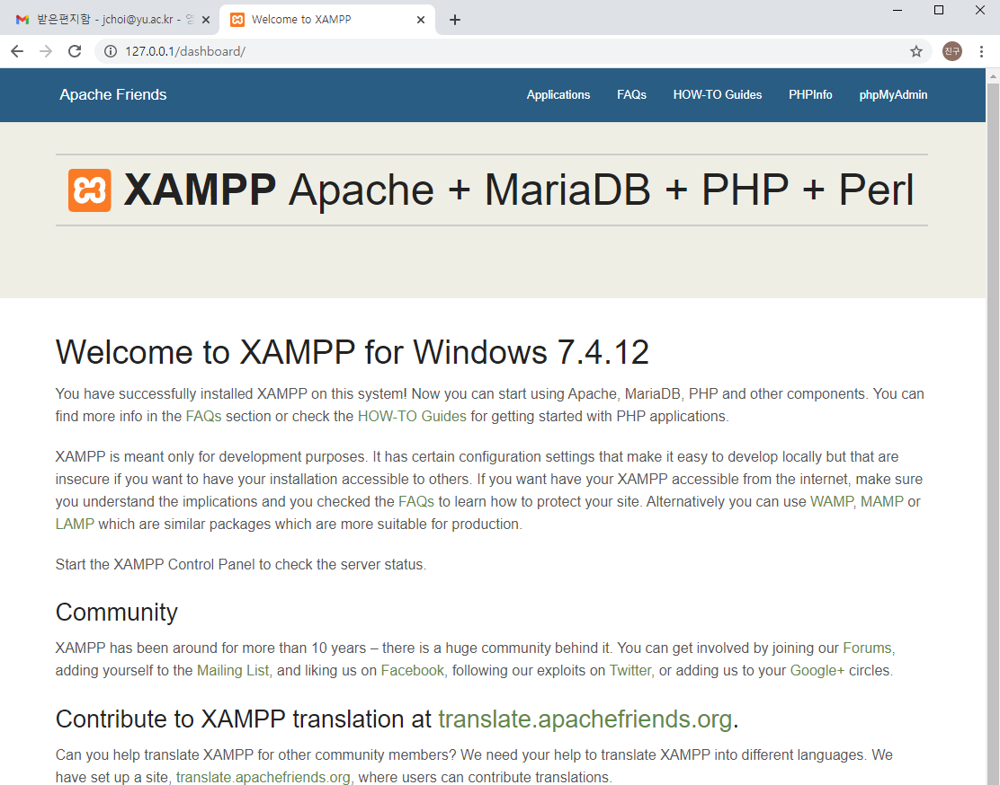 받은편지함 - jchoi@yu.ac.kr -
Welcome to XAMPP
127.0.0.1/dashboard/
진구
Apache Friends
Applications FAQs HOW-TO Guides PHPInfo phpMyAdmin
XAMPP Apache + MariaDB + PHP + Perl
Welcome to XAMPP for Windows 7.4.12
You have successfully installed XAMPP on this system! Now you can start using Apache, MariaDB, PHP and other components. You can
find more info in the FAQs section or check the HOW-TO Guides for getting started with PHP applications.
XAMPP is meant only for development purposes. It has certain configuration settings that make it easy to develop locally but that are
insecure if you want to have your installation accessible to others. If you want have your XAMPP accessible from the internet, make sure
you understand the implications and you checked the FAQs to learn how to protect your site. Alternatively you can use WAMP, MAMP or
LAMP which are similar packages which are more suitable for production.
Start the XAMPP Control Panel to check the server status.
Community
XAMPP has been around for more than 10 years – there is a huge community behind it. You can get involved by joining our Forums,
adding yourself to the Mailing List, and liking us on Facebook, following our exploits on Twitter, or adding us to your Google+ circles.
Contribute to XAMPP translation at translate.apachefriends.org.
Can you help translate XAMPP for other community members? We need your help to translate XAMPP into different languages. We
have set up a site, translate.apachefriends.org, where users can contribute translations.